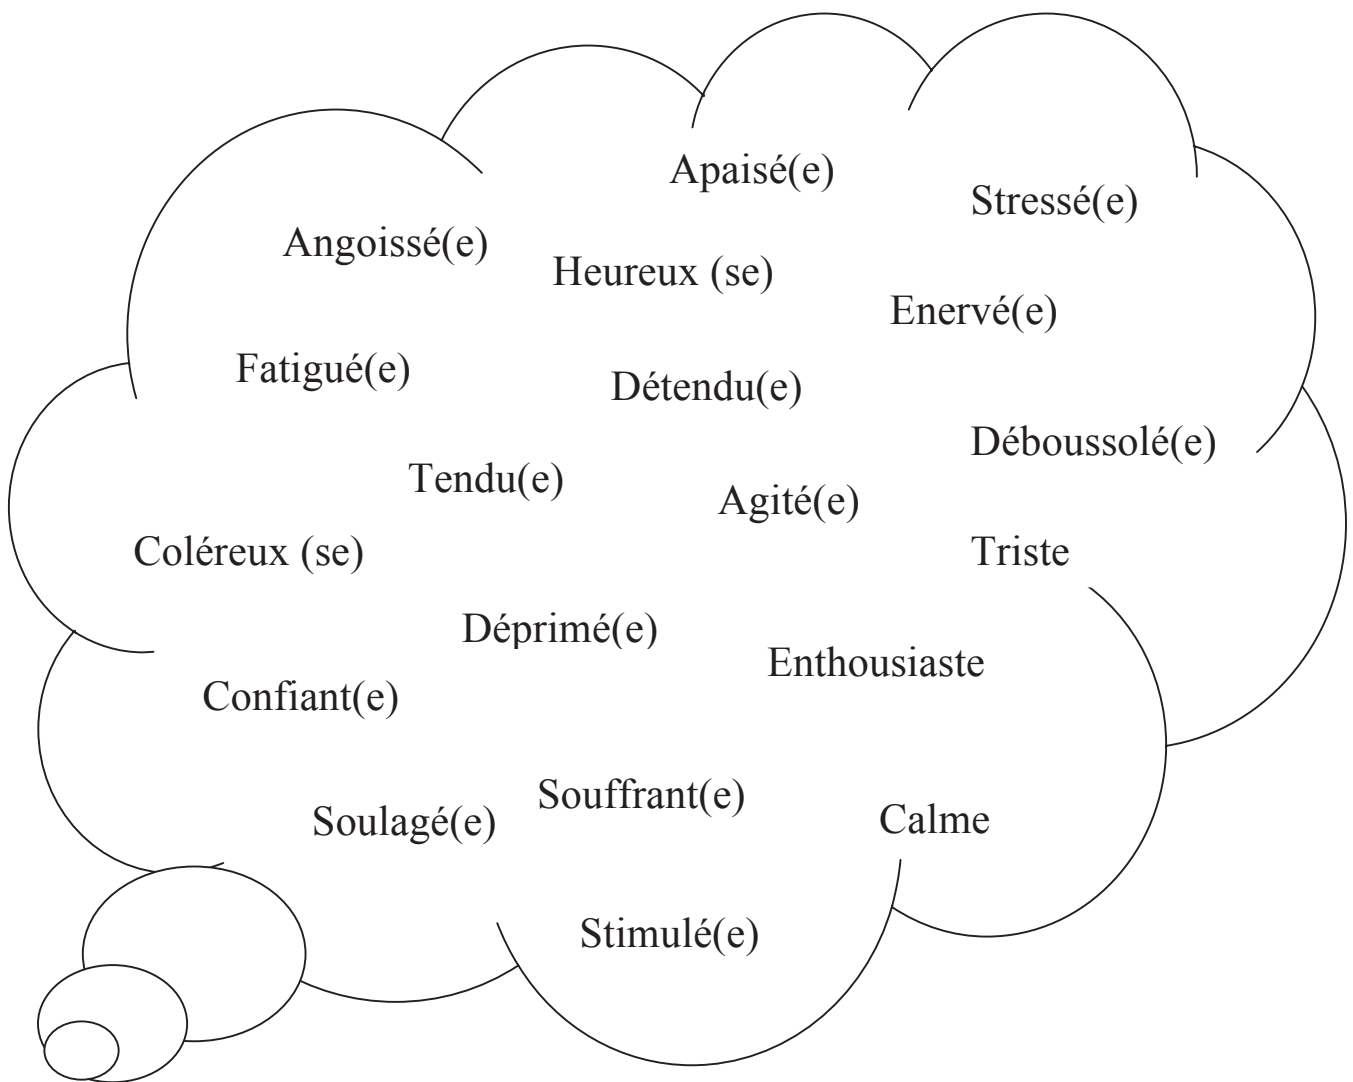 Apaisé(e)
Stressé(e)
Angoissé(e)
Heureux (se)
Enervé(e)
Fatigué(e)
Détendu(e)
Déboussolé(e)
Tendu(e)
Agité(e)
Coléreux (se)
Triste
Déprimé(e)
Enthousiaste
Confiant(e)
Souffrant(e)
Soulagé(e)
Calme
Stimulé(e)